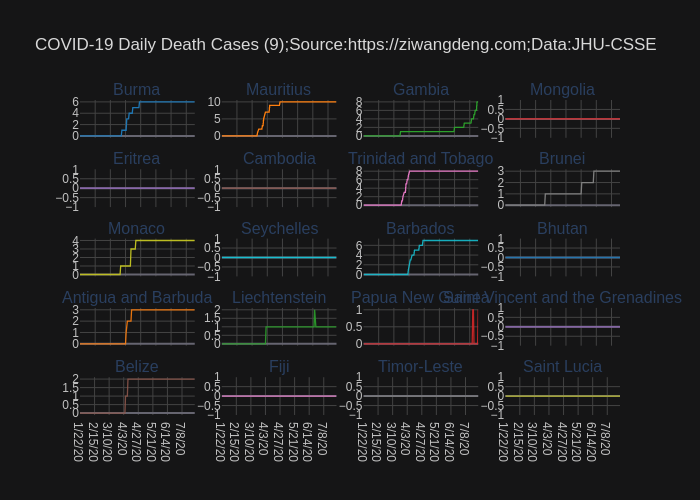 COVID-19 Daily Death Cases (9);Source:https://ziwangdeng.com;Data:JHU-CSSE
Burma Mauritius Gambia Mongolia
6 10 8 1
4 5 6 0.5
2 0 4 0
0 2 −0.5
0 −1
Eritrea Cambodia Trinidad and Tobago Brunei
1 1 8 3
0.5 0.5 6 2
0 0 4 1
−0.5 −0.5 2 0
−1 −1 0
Monaco Seychelles Barbados Bhutan
4 1 6 1
3 0.5 4 0.5
2 0 2 0
1 −0.5 0 −0.5
0 −1 −1
Antigua and Barbuda Liechtenstein Papua New Guinea Saint Vincent and the Grenadines
3 2 1 1
2 1.5 0.5 0.5
1 1 0 0
0 0.5 −0.5
0 −1
Belize Fiji Timor-Leste Saint Lucia
2 1 1 1
1.5 0.5 0.5 0.5
1 0 0 0
0.5 −0.5 −0.5 −0.5
0 −1 −1 −1
1/22/20 2/15/20 3/10/20 4/3/20 4/27/20 5/21/20 6/14/20 7/8/20 1/22/20 2/15/20 3/10/20 4/3/20 4/27/20 5/21/20 6/14/20 7/8/20 1/22/20 2/15/20 3/10/20 4/3/20 4/27/20 5/21/20 6/14/20 7/8/20 1/22/20 2/15/20 3/10/20 4/3/20 4/27/20 5/21/20 6/14/20 7/8/20